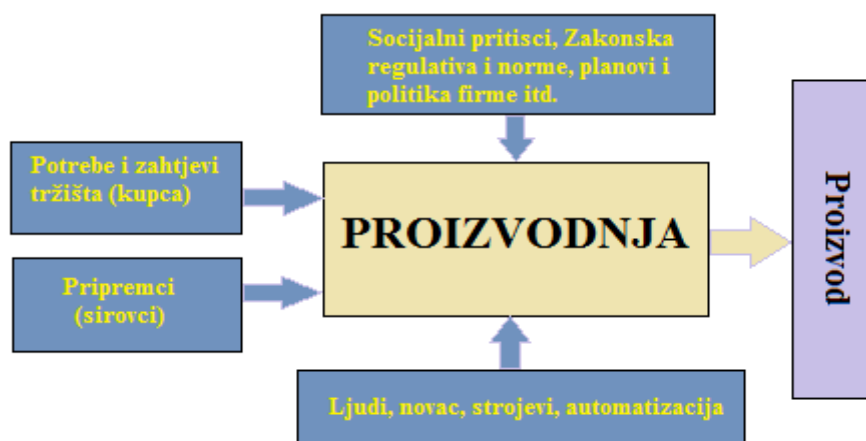 Socijalni pritisci, Zakonska
regulativa i norme, planovi i
politika firme itd.
Potrebe i zahtjevi
tržišta (kupca)
PROIZVODNJA
Proizvod
Pripremci
(sirovci)
Ljudi, novac, strojevi, automatizacija